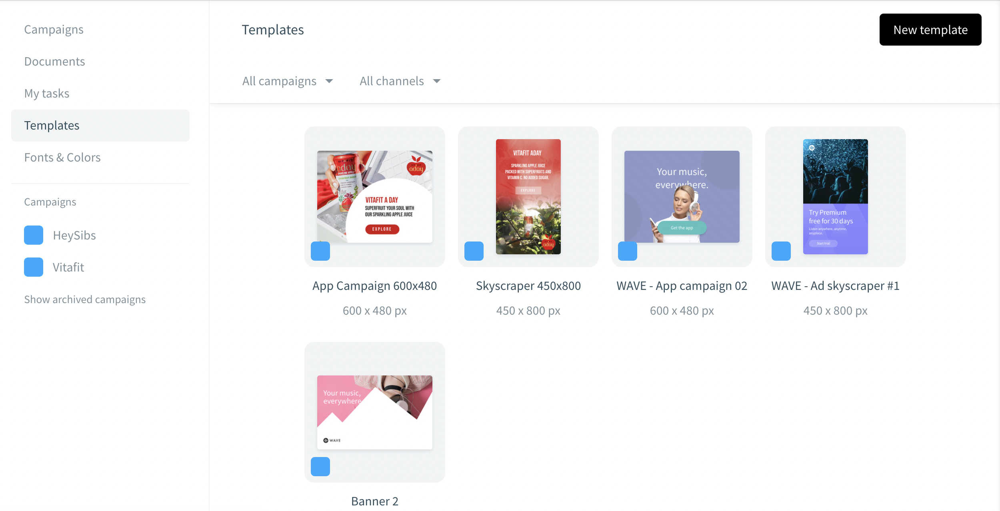 Campaigns
Documents
My tasks
Templates
Fonts & Colors
Campaigns
HeySibs
Vitafit
Show archived campaigns
Templates
New template
All campaigns
All channels
VITAFIT
aday
SPARKLING APPLE
VITAFIT
aday
VITAFIT A DAY
SUPERFRUIT YOUR SOUL WITH
OUR SPARKLING APPLE JUICE
EXPLORE
App Campaign 600x480
600 x 480 px
VITAFIT ADAY
SPARKLING APPLE JUICE
PACKED WITH SUPERFRUITS AND
VITAMIN C. NO ADDED SUGAR.
EXPLORE
aday
Skyscraper 450x800
450 x 800 px
Your music,
everywhere.
Get the app
WAVE - App campaign 02
600 x 480 px
Try Premium
free for 30 days
Listen anywhere, anytime,
anyplace.
Start trial
WAVE - Ad skyscraper #1
450 x 800 px
Your music,
everywhere
WAVE
Banner 2